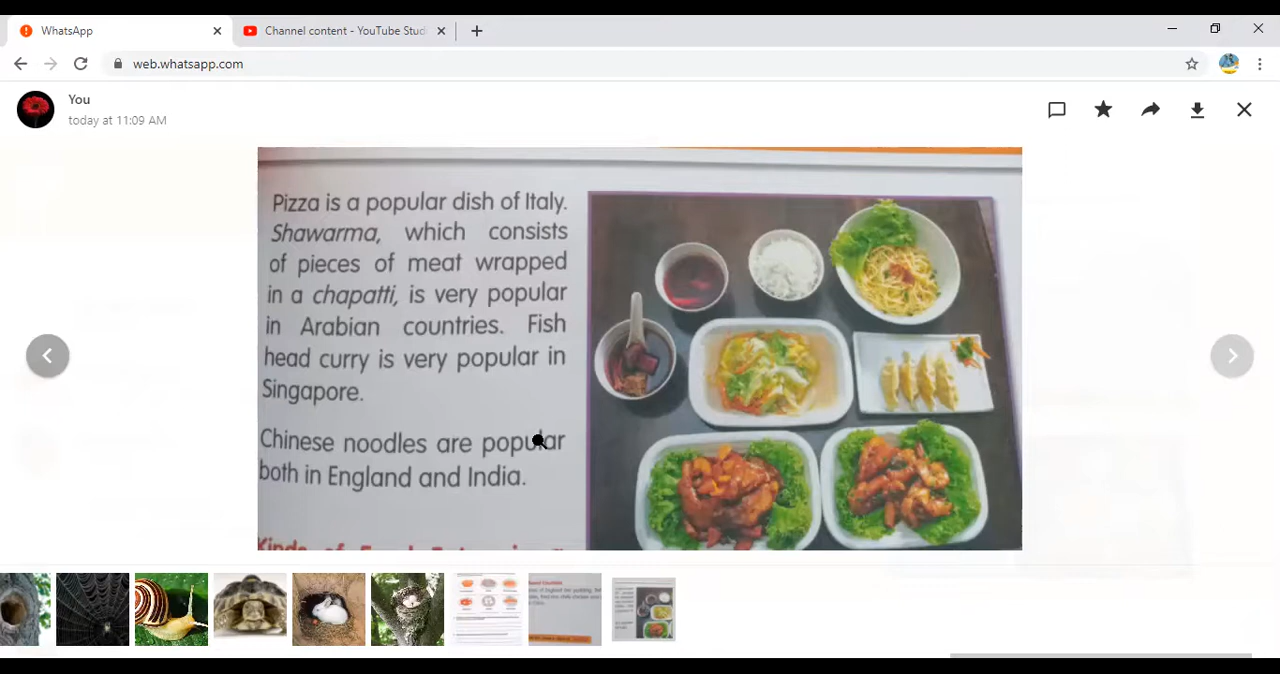 WhatsApp
Channel content - YouTube Stud
web.whatsapp.com
You
today at 11:09 AM
Pizza is a popular dish of Italy.
Shawarma, which consists
of pieces of meat wrapped
in a chapatti, is very popular
in Arabian countries. Fish
head curry is very popular in
Singapore.
Chinese noodles are popular
both in England and India.